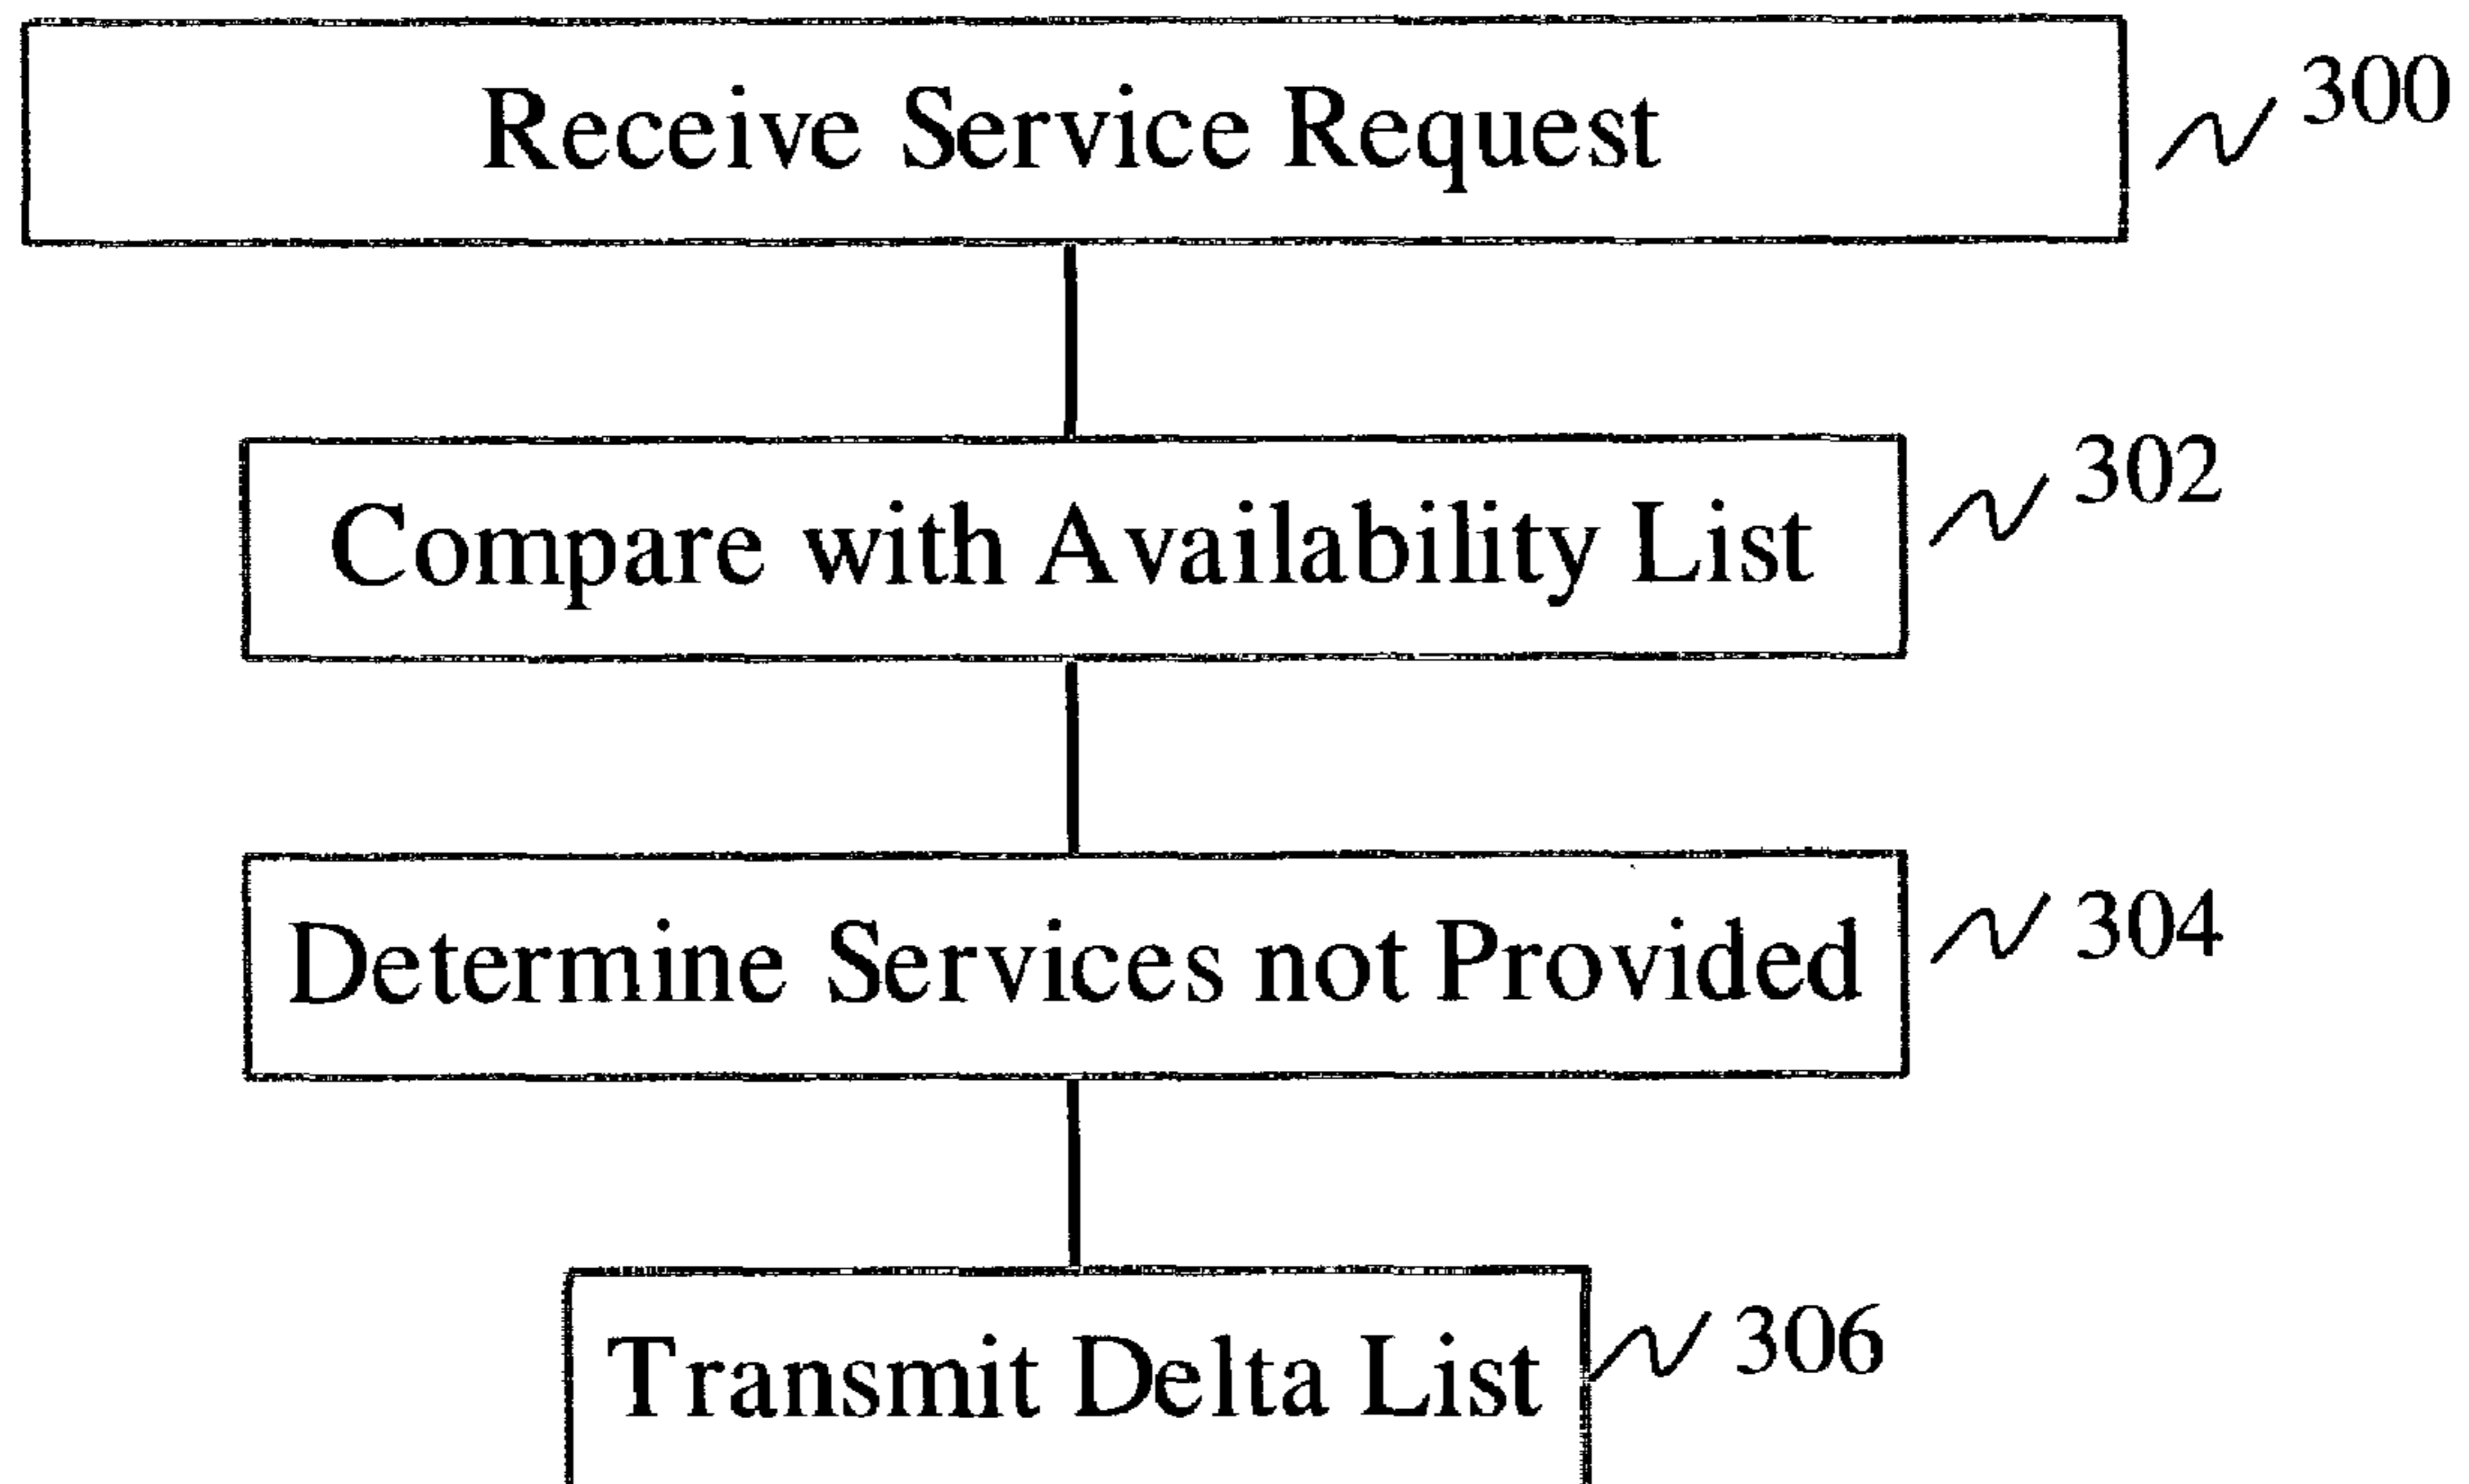 Receive Service Request
300
Compare with Availability List
302
Determine Services not Provided
304
Transmit Delta List
306